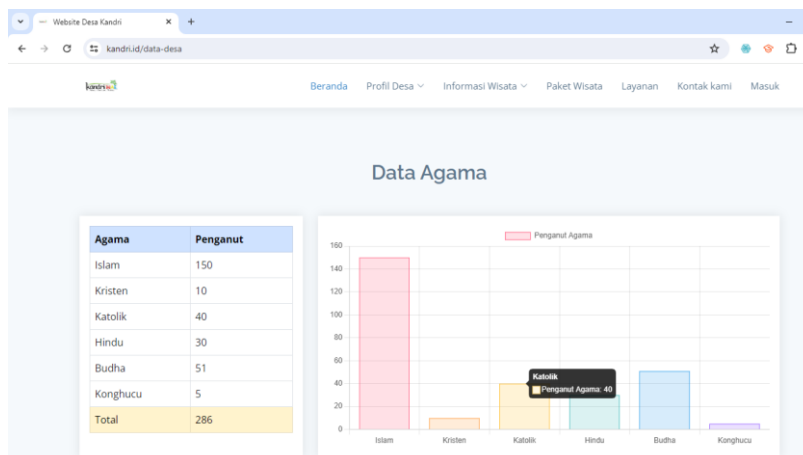 Website Desa Kandri
kandri.id/data-desa
Beranda Profil Desa Informasi Wisata Paket Wisata Layanan Kontak kami Masuk
Data Agama
Agama Penganut
Islam 150
Kristen 10
Katolik 40
Hindu 30
Budha 51
Konghucu 5
Total 286
Penganut Agama
160
140
120
100
80
60
40
20
0
Katolik
Penganut Agama: 40
Islam Kristen Katolik Hindu Budha Konghucu